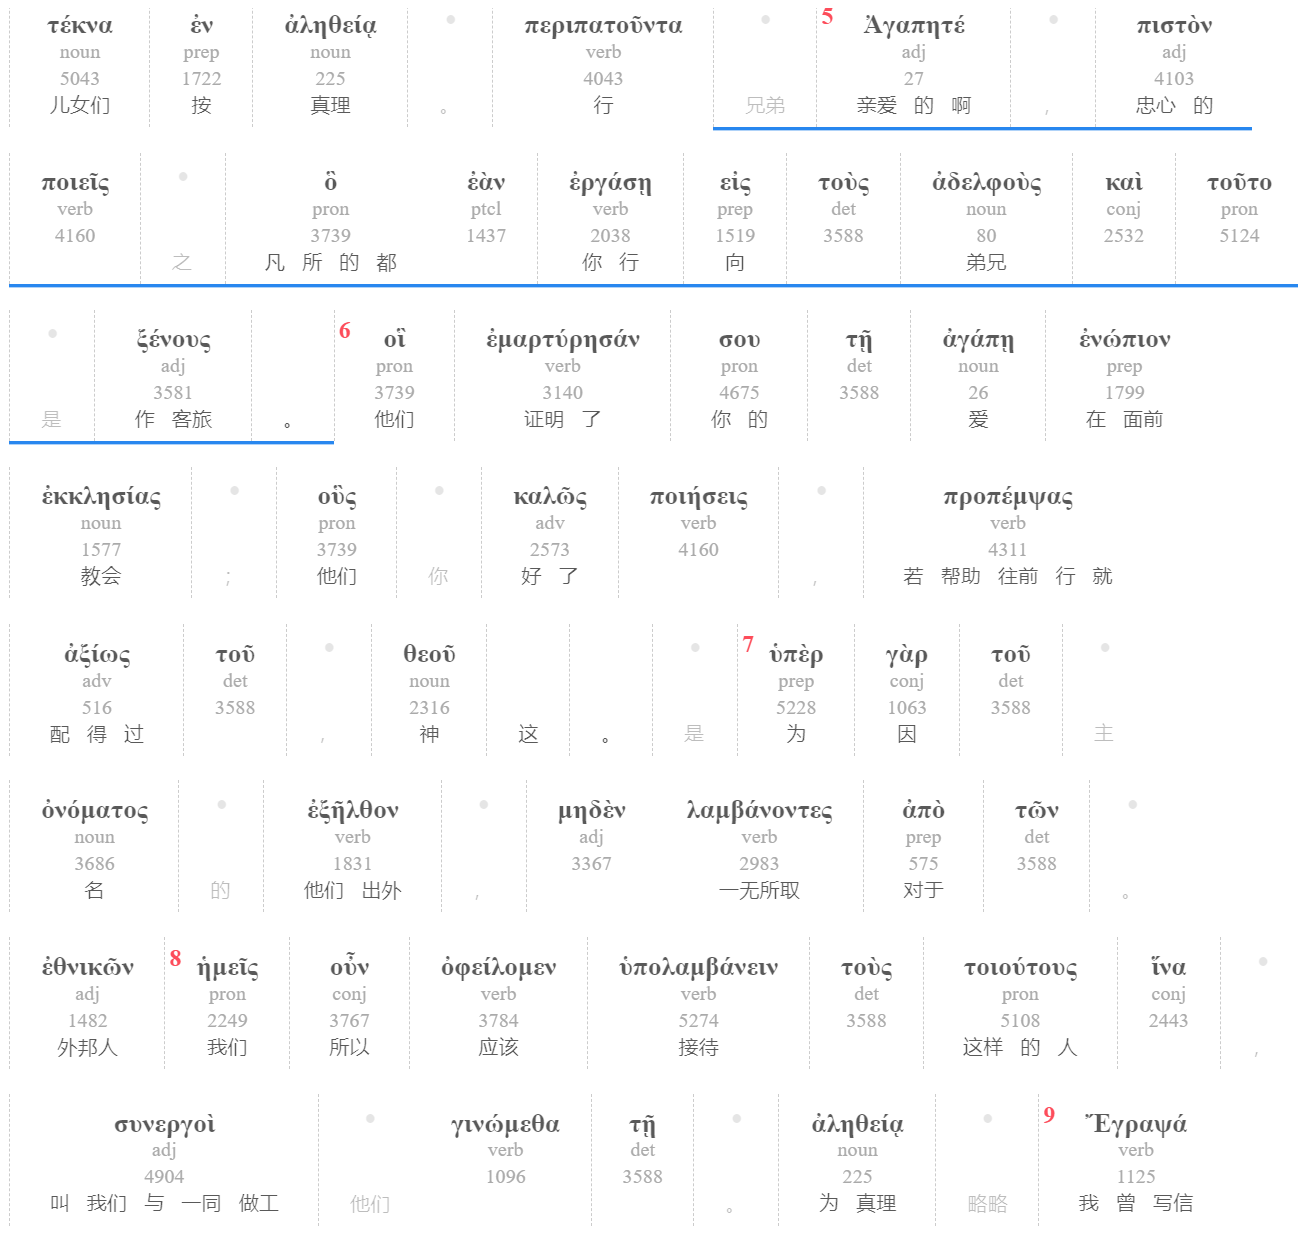 τέκνα ἐν ἀληθείᾳ • περιπατοῦντα • 5 Ἀγαπητέ • πιστὸν
noun prep noun verb adj adj
5043 1722 225 4043 27 4103
儿女们 按 真理 。 行 兄弟 亲爱 的 啊 , 忠心 的
ποιεῖς • ὃ ἐὰν ἐργάσῃ εἰς τοὺς ἀδελφοὺς καὶ τοῦτο
verb pron ptcl verb prep det noun conj pron
4160 3739 1437 2038 1519 3588 80 2532 5124
之 凡 所 的 都 你 行 向 弟兄
• ξένους 6 οἳ ἐμαρτύρησάν σου τῇ ἀγάπῃ ἐνώπιον
adj pron verb pron det noun prep
3581 3739 3140 4675 3588 26 1799
是 作 客旅 。 他们 证明 了 你 的 爱 在 面前
ἐκκλησίας • οὓς • καλῶς ποιήσεις • προπέμψας
noun pron adv verb verb
1577 3739 2573 4160 4311
教会 ; 他们 你 好 了 , 若 帮助 往前 行 就
ἀξίως τοῦ • θεοῦ • 7 ὑπὲρ γὰρ τοῦ •
adv det noun prep conj det
516 3588 2316 5228 1063 3588
配 得 过 , 神 这 。 是 为 因 主
ὀνόματος • ἐξῆλθον • μηδὲν λαμβάνοντες ἀπὸ τῶν •
noun verb adj verb prep det
3686 1831 3367 2983 575 3588
名 的 他们 出外 , 一无所取 对于 。
ἐθνικῶν 8 ἡμεῖς οὖν ὀφείλομεν ὑπολαμβάνειν τοὺς τοιούτους ἵνα •
adj pron conj verb verb det pron conj
1482 2249 3767 3784 5274 3588 5108 2443
外邦人 我们 所以 应该 接待 这样 的 人 ,
συνεργοὶ • γινώμεθα τῇ • ἀληθείᾳ • 9 Ἔγραψά
adj verb det noun verb
4904 1096 3588 225 1125
叫 我们 与 一同 做工 他们 。 为 真理 略略 我 曾 写信